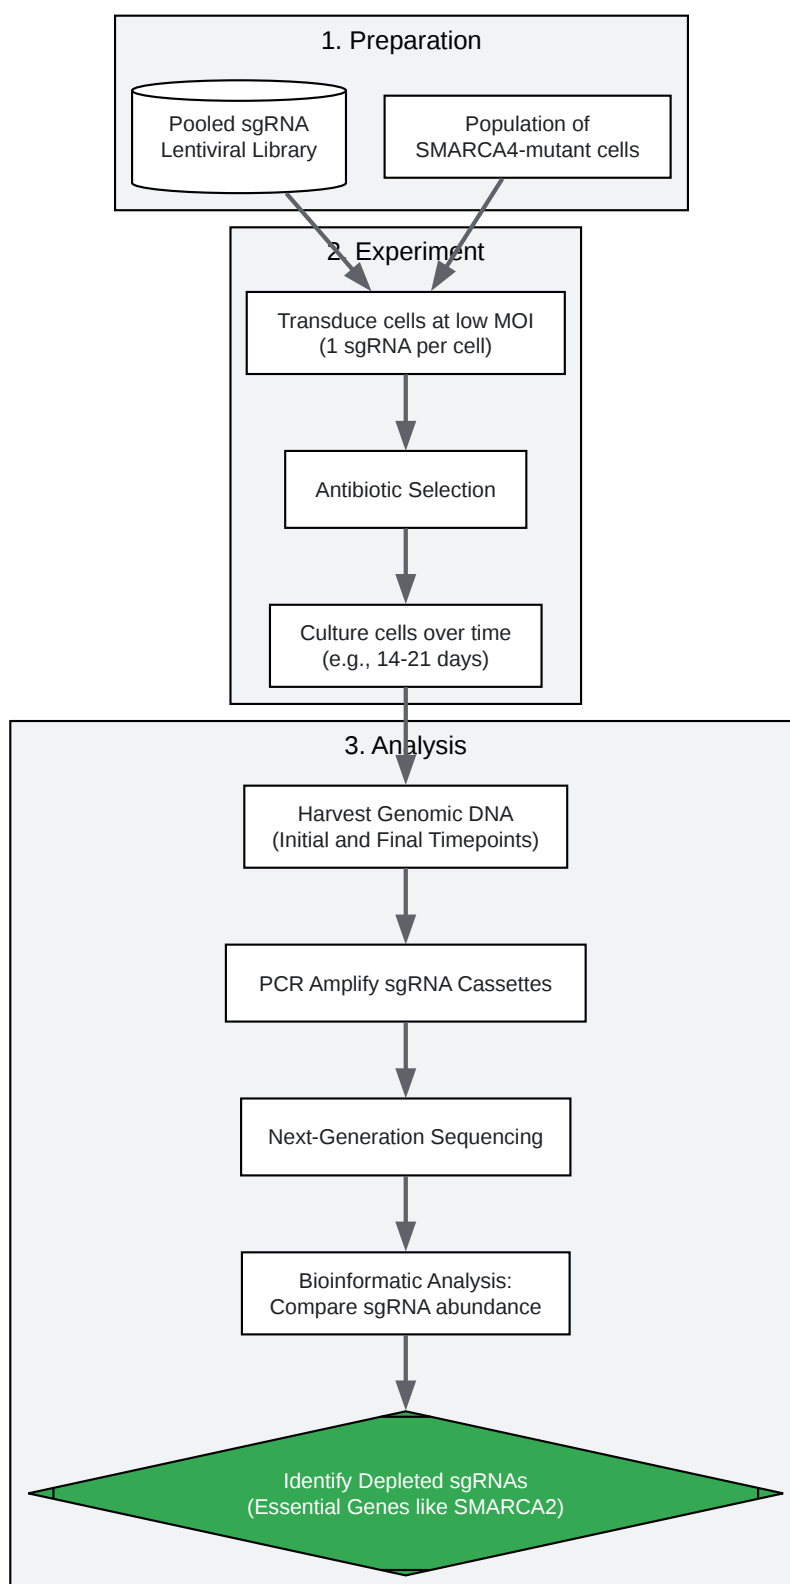 1. Preparation
Pooled sgRNA
Lentiviral Library
Population of
SMARCA4-mutant cells
2. Experiment
Transduce cells at low MOI
(1 sgRNA per cell)
Antibiotic Selection
Culture cells over time
(e.g., 14-21 days)
3. Analysis
Harvest Genomic DNA
(Initial and Final Timepoints)
PCR Amplify sgRNA Cassettes
Next-Generation Sequencing
Bioinformatic Analysis:
Compare sgRNA abundance
Identify Depleted sgRNAs
(Essential Genes like SMARCA2)